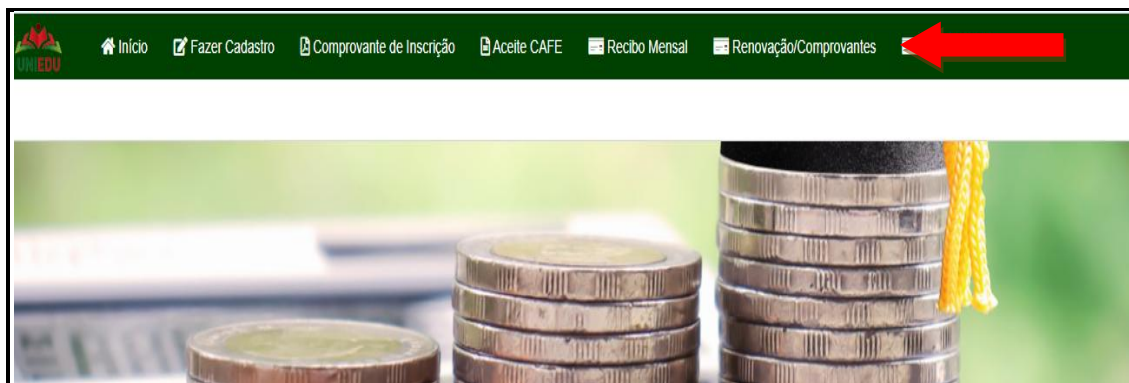 UNIEDU
Início Fazer Cadastro Comprovante de Inscrição Aceite CAFE Recibo Mensal Renovação/Comprovantes